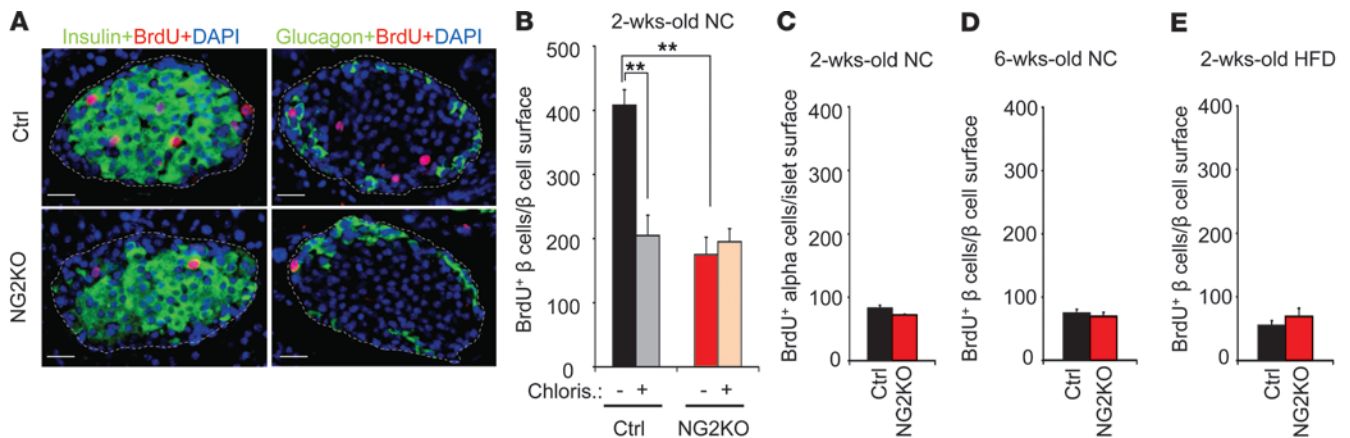 A
Insulin+BrdU+DAPI
Glucagon+BrdU+DAPI
Ctrl
NG2KO
B
2-wks-old NC
BrdU⁺ β cells/β cell surface
500
400
300
200
100
0
**
**
Chloris.: - + - +
Ctrl NG2KO
C
2-wks-old NC
BrdU⁺ alpha cells/islet surface
400
300
200
100
0
Ctrl
NG2KO
D
6-wks-old NC
BrdU⁺ β cells/β cell surface
400
300
200
100
0
Ctrl
NG2KO
E
2-wks-old HFD
BrdU⁺ β cells/β cell surface
400
300
200
100
0
Ctrl
NG2KO